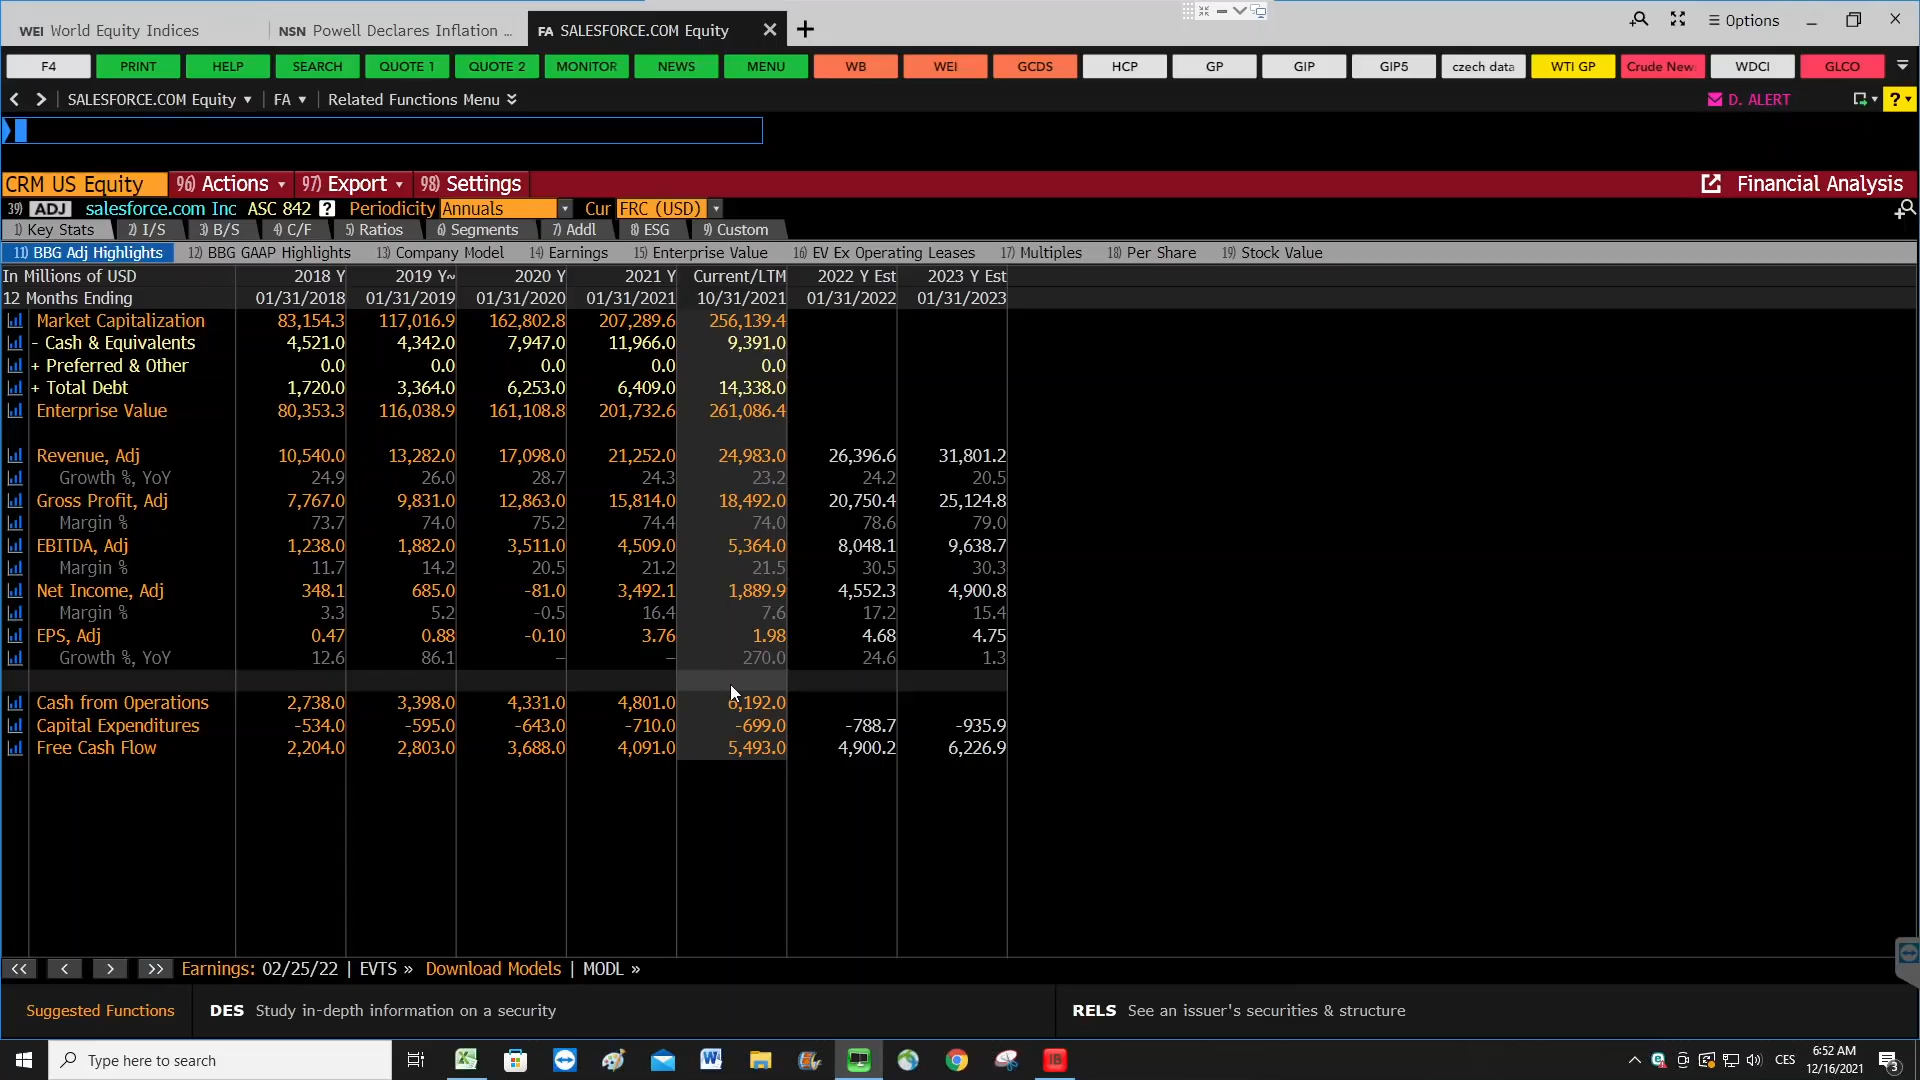 WEI World Equity Indices
NSN Powell Declares Inflation ...
FA SALESFORCE.COM Equity
Options
F4 PRINT HELP SEARCH QUOTE 1 QUOTE 2 MONITOR NEWS MENU WB WEI GCDS HCP GP GIP GIP5 czech data WTI GP Crude New WDCI GLCO
SALESFORCE.COM Equity FA Related Functions Menu D. ALERT ?
CRM US Equity 96) Actions 97) Export 98) Settings Financial Analysis
39) ADJ salesforce.com Inc ASC 842 ? Periodicity Annuals Cur FRC (USD)
1) Key Stats 2) I/S 3) B/S 4) C/F 5) Ratios 6) Segments 7) Addl 8) ESG 9) Custom
11) BBG Adj Highlights 12) BBG GAAP Highlights 13) Company Model 14) Earnings 15) Enterprise Value 16) EV Ex Operating Leases 17) Multiples 18) Per Share 19) Stock Value
In Millions of USD 2018 Y 2019 Y~ 2020 Y 2021 Y Current/LTM 2022 Y Est 2023 Y Est
12 Months Ending 01/31/2018 01/31/2019 01/31/2020 01/31/2021 10/31/2021 01/31/2022 01/31/2023
Market Capitalization 83,154.3 117,016.9 162,802.8 207,289.6 256,139.4
- Cash & Equivalents 4,521.0 4,342.0 7,947.0 11,966.0 9,391.0
+ Preferred & Other 0.0 0.0 0.0 0.0 0.0
+ Total Debt 1,720.0 3,364.0 6,253.0 6,409.0 14,338.0
Enterprise Value 80,353.3 116,038.9 161,108.8 201,732.6 261,086.4
Revenue, Adj 10,540.0 13,282.0 17,098.0 21,252.0 24,983.0 26,396.6 31,801.2
Growth %, YoY 24.9 26.0 28.7 24.3 23.2 24.2 20.5
Gross Profit, Adj 7,767.0 9,831.0 12,863.0 15,814.0 18,492.0 20,750.4 25,124.8
Margin % 73.7 74.0 75.2 74.4 74.0 78.6 79.0
EBITDA, Adj 1,238.0 1,882.0 3,511.0 4,509.0 5,364.0 8,048.1 9,638.7
Margin % 11.7 14.2 20.5 21.2 21.5 30.5 30.3
Net Income, Adj 348.1 685.0 -81.0 3,492.1 1,889.9 4,552.3 4,900.8
Margin % 3.3 5.2 -0.5 16.4 7.6 17.2 15.4
EPS, Adj 0.47 0.88 -0.10 3.76 1.98 4.68 4.75
Growth %, YoY 12.6 86.1 – – 270.0 24.6 1.3
Cash from Operations 2,738.0 3,398.0 4,331.0 4,801.0 6,192.0
Capital Expenditures -534.0 -595.0 -643.0 -710.0 -699.0 -788.7 -935.9
Free Cash Flow 2,204.0 2,803.0 3,688.0 4,091.0 5,493.0 4,900.2 6,226.9
<< < > >> Earnings: 02/25/22 | EVTS » Download Models | MODL »
Suggested Functions DES Study in-depth information on a security RELS See an issuer's securities & structure
Type here to search
CES
6:52 AM
12/16/2021
3
IB